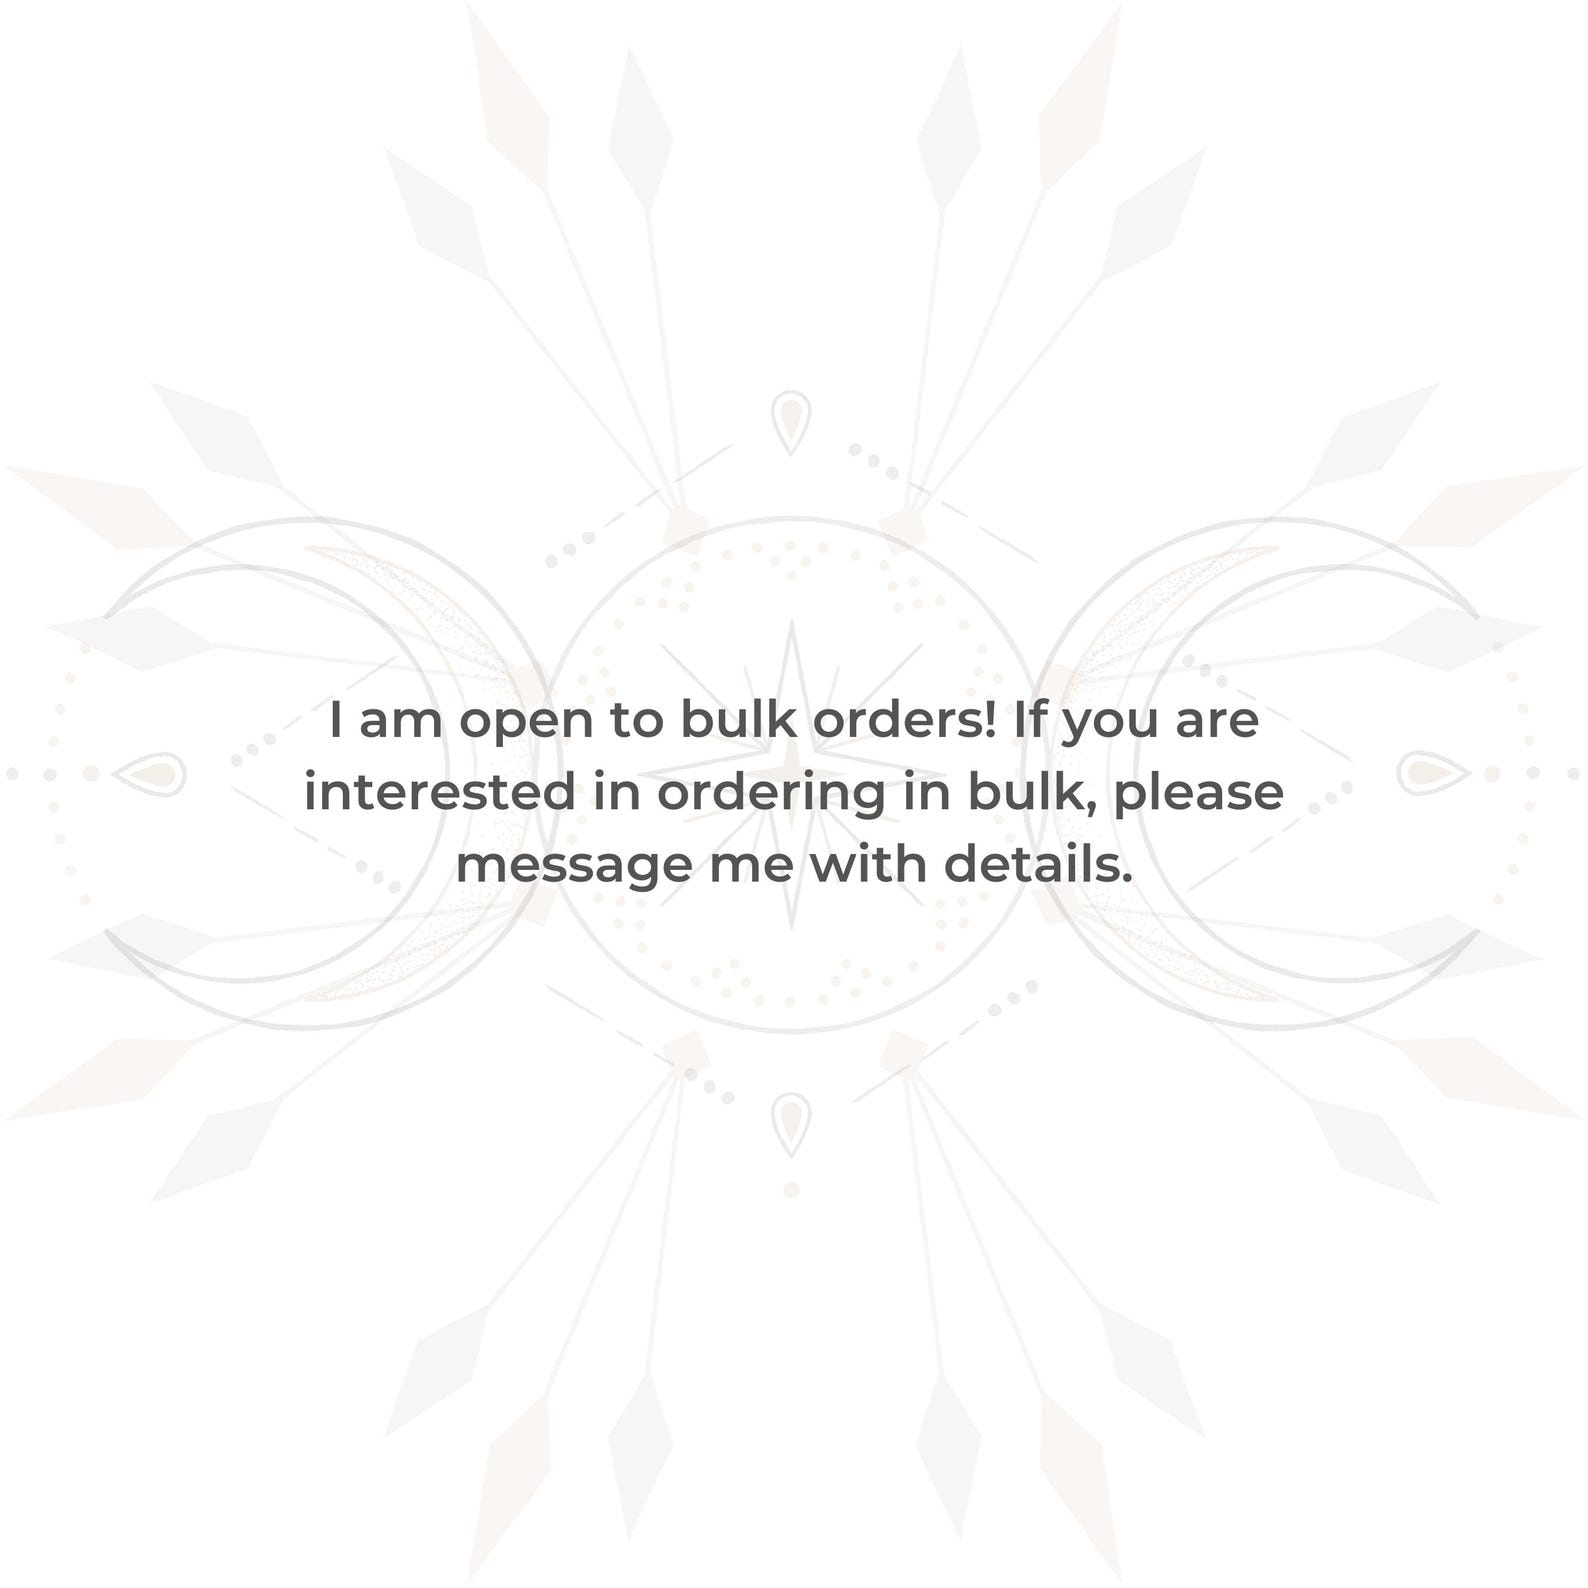 I am open to bulk orders! If you are
interested in ordering in bulk, please
message me with details.